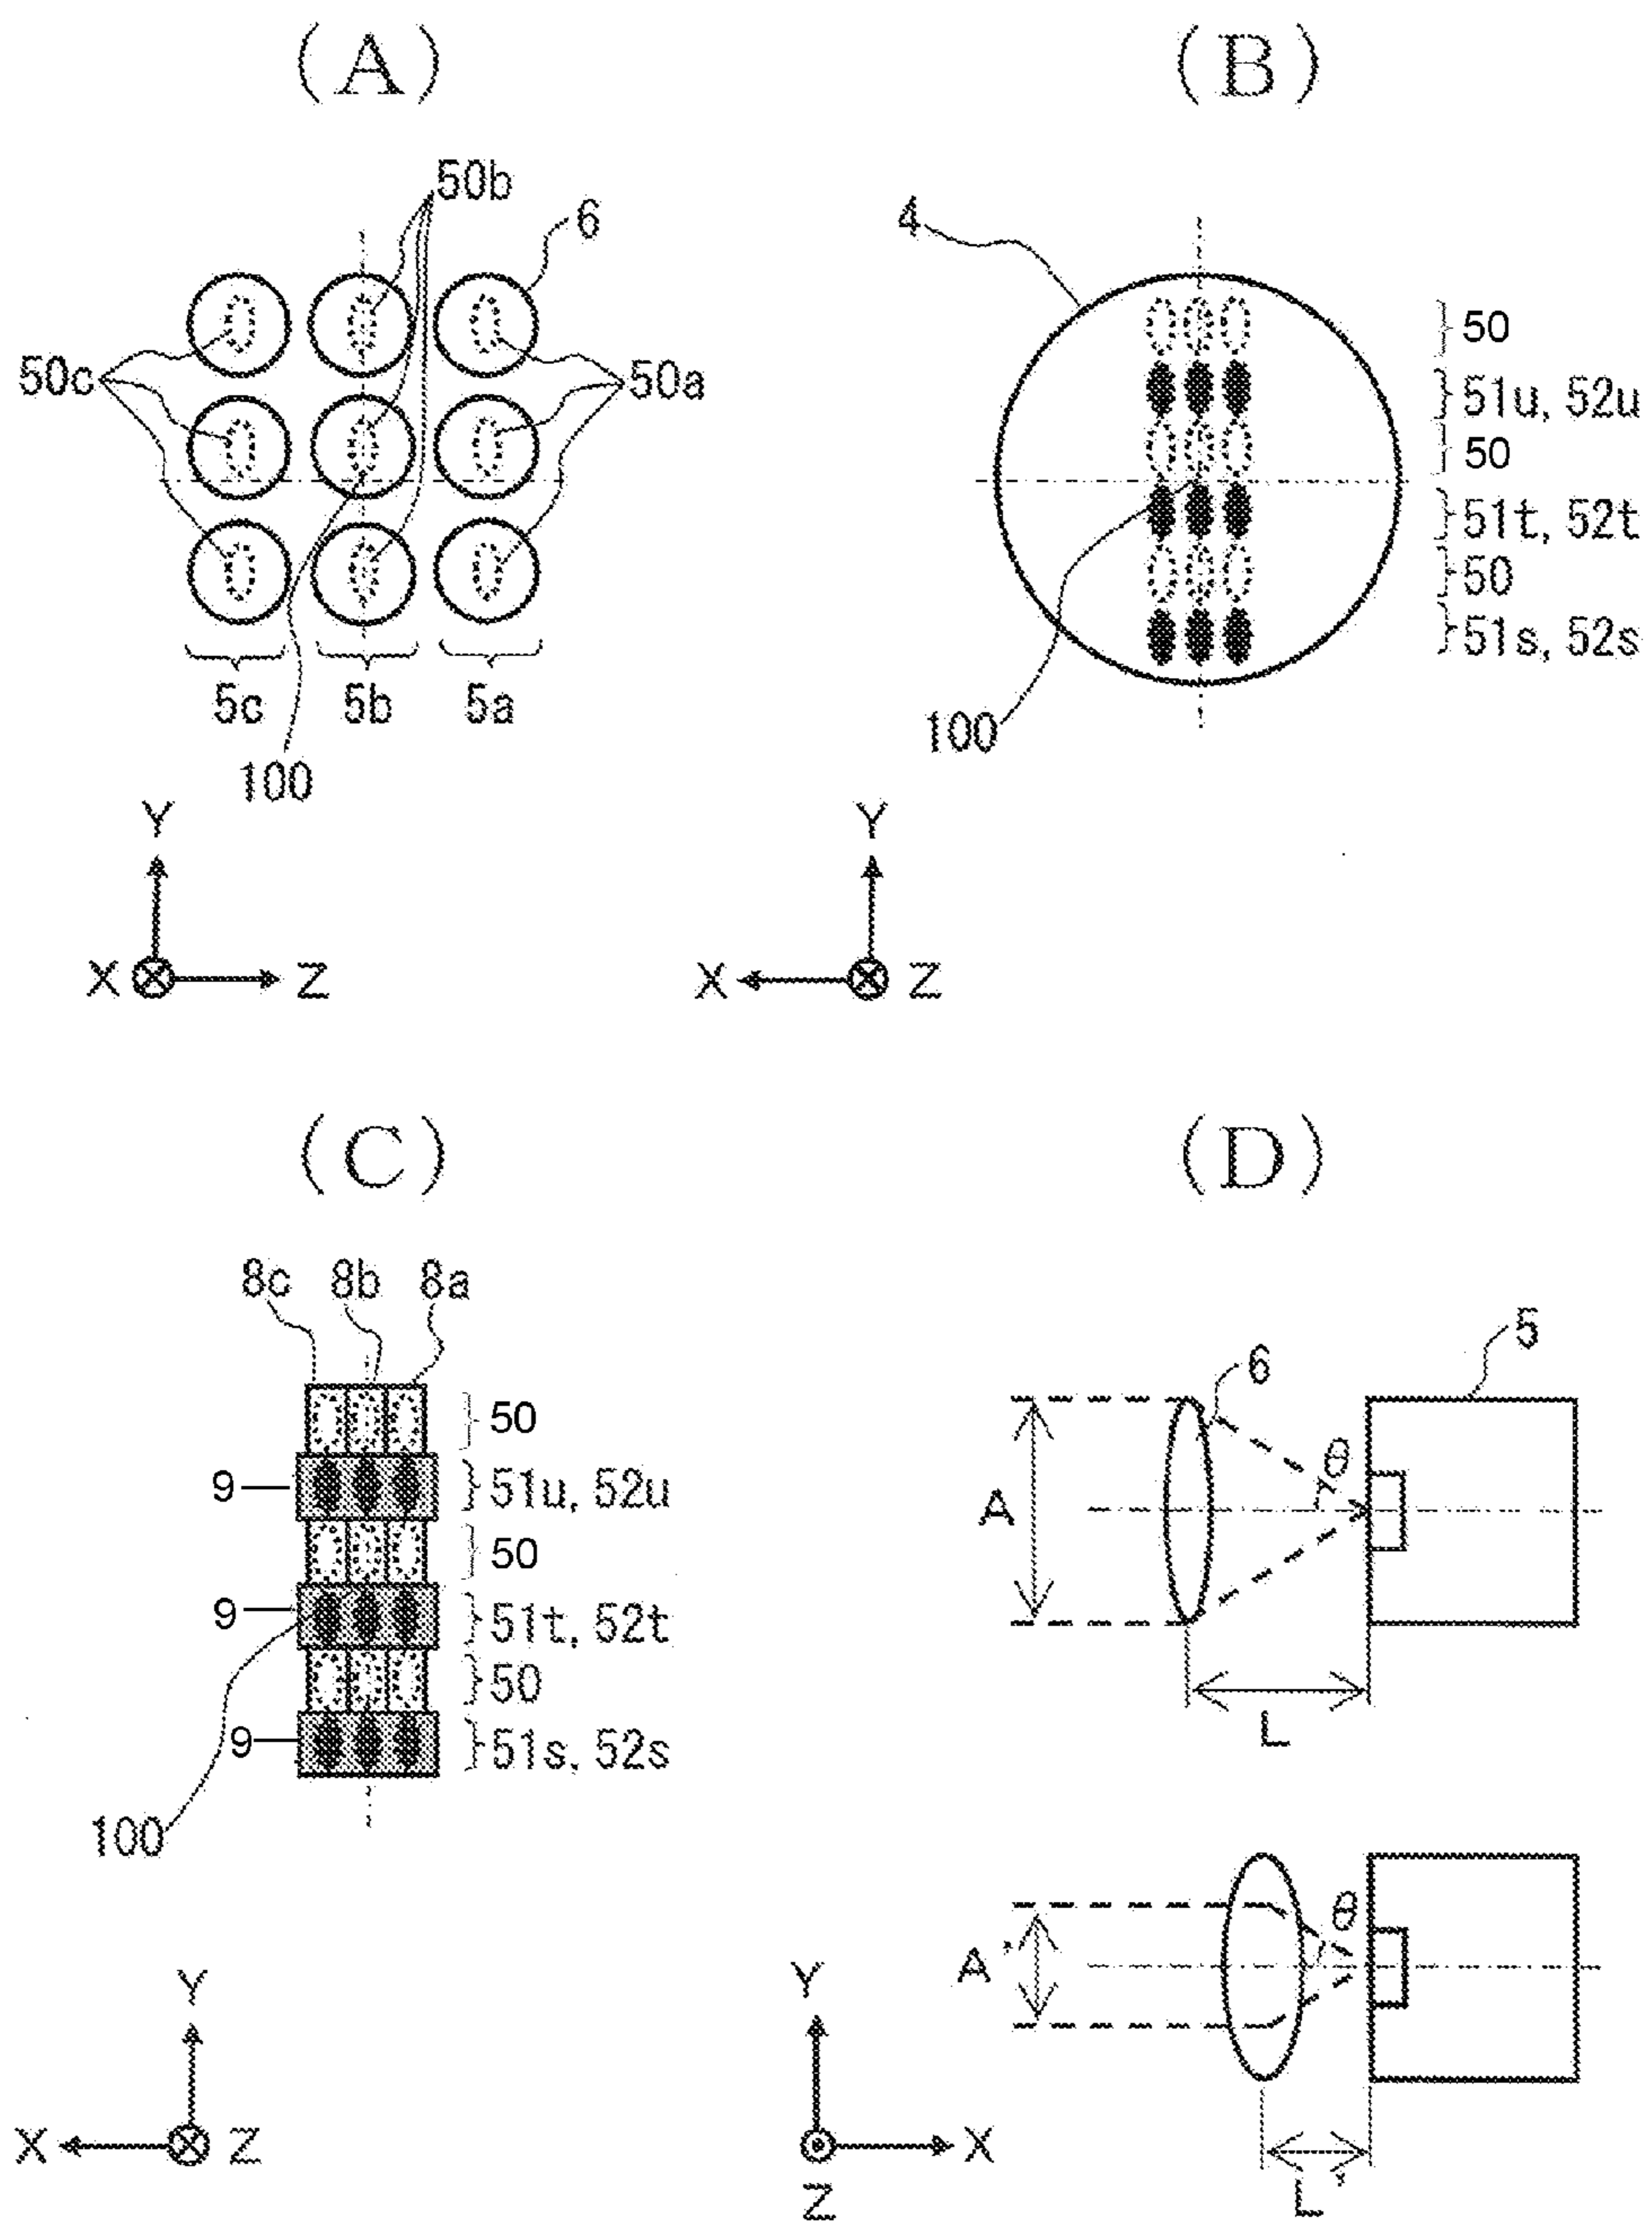 (A)
50b
6
50c
50a
5c 5b 5a
100
Y
X Z
(B)
4
50
51u, 52u
50
51t, 52t
50
51s, 52s
100
Y
X Z
(C)
8c 8b 8a
50
9 51u, 52u
50
9 51t, 52t
50
9 51s, 52s
100
Y
X Z
(D)
5
6
θ
A
L
θ
A'
L'
Y
X
Z